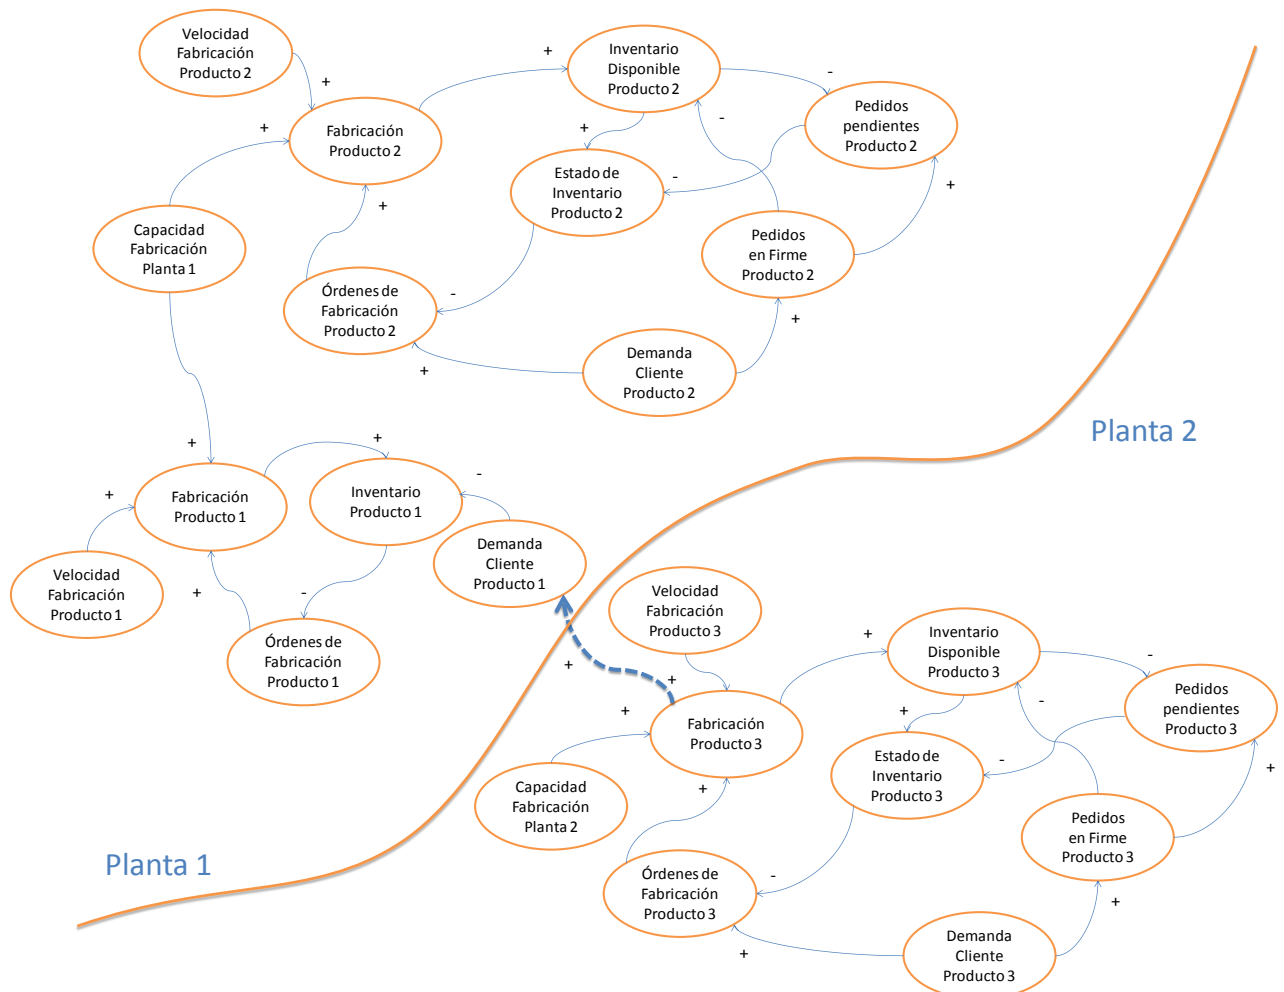 Velocidad
Fabricación
Producto 2
+
+
Fabricación
Producto 2
+
Inventario
Disponible
Producto 2
-
Pedidos
pendientes
Producto 2
+
-
Estado de
Inventario
Producto 2
-
+
+
Capacidad
Fabricación
Planta 1
Pedidos
en Firme
Producto 2
Órdenes de
Fabricación
Producto 2
-
+
Demanda
Cliente
Producto 2
+
Planta 2
+
+
-
+
Fabricación
Producto 1
Inventario
Producto 1
Demanda
Cliente
Producto 1
Velocidad
Fabricación
Producto 1
+
-
Órdenes de
Fabricación
Producto 1
Velocidad
Fabricación
Producto 3
+
+
+
Fabricación
Producto 3
+
Inventario
Disponible
Producto 3
-
Pedidos
pendientes
Producto 3
+
-
Estado de
Inventario
Producto 3
-
+
+
Capacidad
Fabricación
Planta 2
Pedidos
en Firme
Producto 3
Planta 1
Órdenes de
Fabricación
Producto 3
-
+
Demanda
Cliente
Producto 3
+